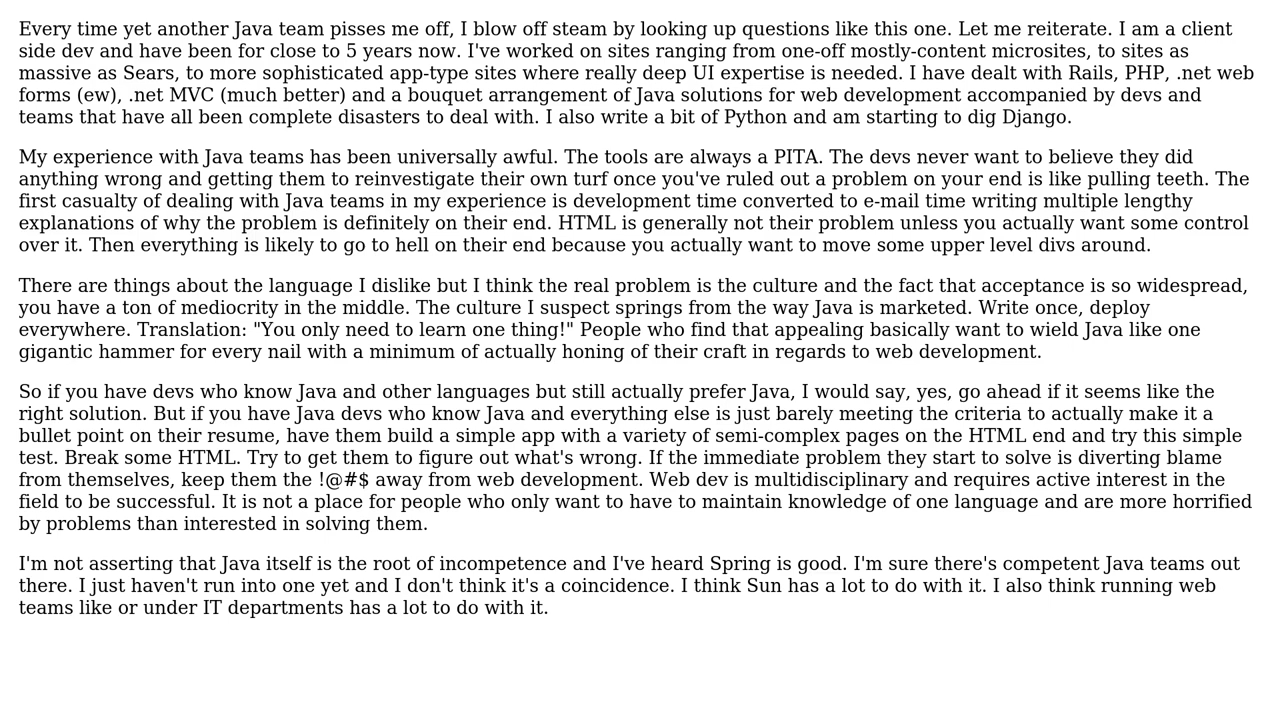 Every time yet another Java team pisses me off, I blow off steam by looking up questions like this one. Let me reiterate. I am a client
side dev and have been for close to 5 years now. I've worked on sites ranging from one-off mostly-content microsites, to sites as
massive as Sears, to more sophisticated app-type sites where really deep UI expertise is needed. I have dealt with Rails, PHP, .net web
forms (ew), .net MVC (much better) and a bouquet arrangement of Java solutions for web development accompanied by devs and
teams that have all been complete disasters to deal with. I also write a bit of Python and am starting to dig Django.
My experience with Java teams has been universally awful. The tools are always a PITA. The devs never want to believe they did
anything wrong and getting them to reinvestigate their own turf once you've ruled out a problem on your end is like pulling teeth. The
first casualty of dealing with Java teams in my experience is development time converted to e-mail time writing multiple lengthy
explanations of why the problem is definitely on their end. HTML is generally not their problem unless you actually want some control
over it. Then everything is likely to go to hell on their end because you actually want to move some upper level divs around.
There are things about the language I dislike but I think the real problem is the culture and the fact that acceptance is so widespread,
you have a ton of mediocrity in the middle. The culture I suspect springs from the way Java is marketed. Write once, deploy
everywhere. Translation: "You only need to learn one thing!" People who find that appealing basically want to wield Java like one
gigantic hammer for every nail with a minimum of actually honing of their craft in regards to web development.
So if you have devs who know Java and other languages but still actually prefer Java, I would say, yes, go ahead if it seems like the
right solution. But if you have Java devs who know Java and everything else is just barely meeting the criteria to actually make it a
bullet point on their resume, have them build a simple app with a variety of semi-complex pages on the HTML end and try this simple
test. Break some HTML. Try to get them to figure out what's wrong. If the immediate problem they start to solve is diverting blame
from themselves, keep them the !@#$ away from web development. Web dev is multidisciplinary and requires active interest in the
field to be successful. It is not a place for people who only want to have to maintain knowledge of one language and are more horrified
by problems than interested in solving them.
I'm not asserting that Java itself is the root of incompetence and I've heard Spring is good. I'm sure there's competent Java teams out
there. I just haven't run into one yet and I don't think it's a coincidence. I think Sun has a lot to do with it. I also think running web
teams like or under IT departments has a lot to do with it.